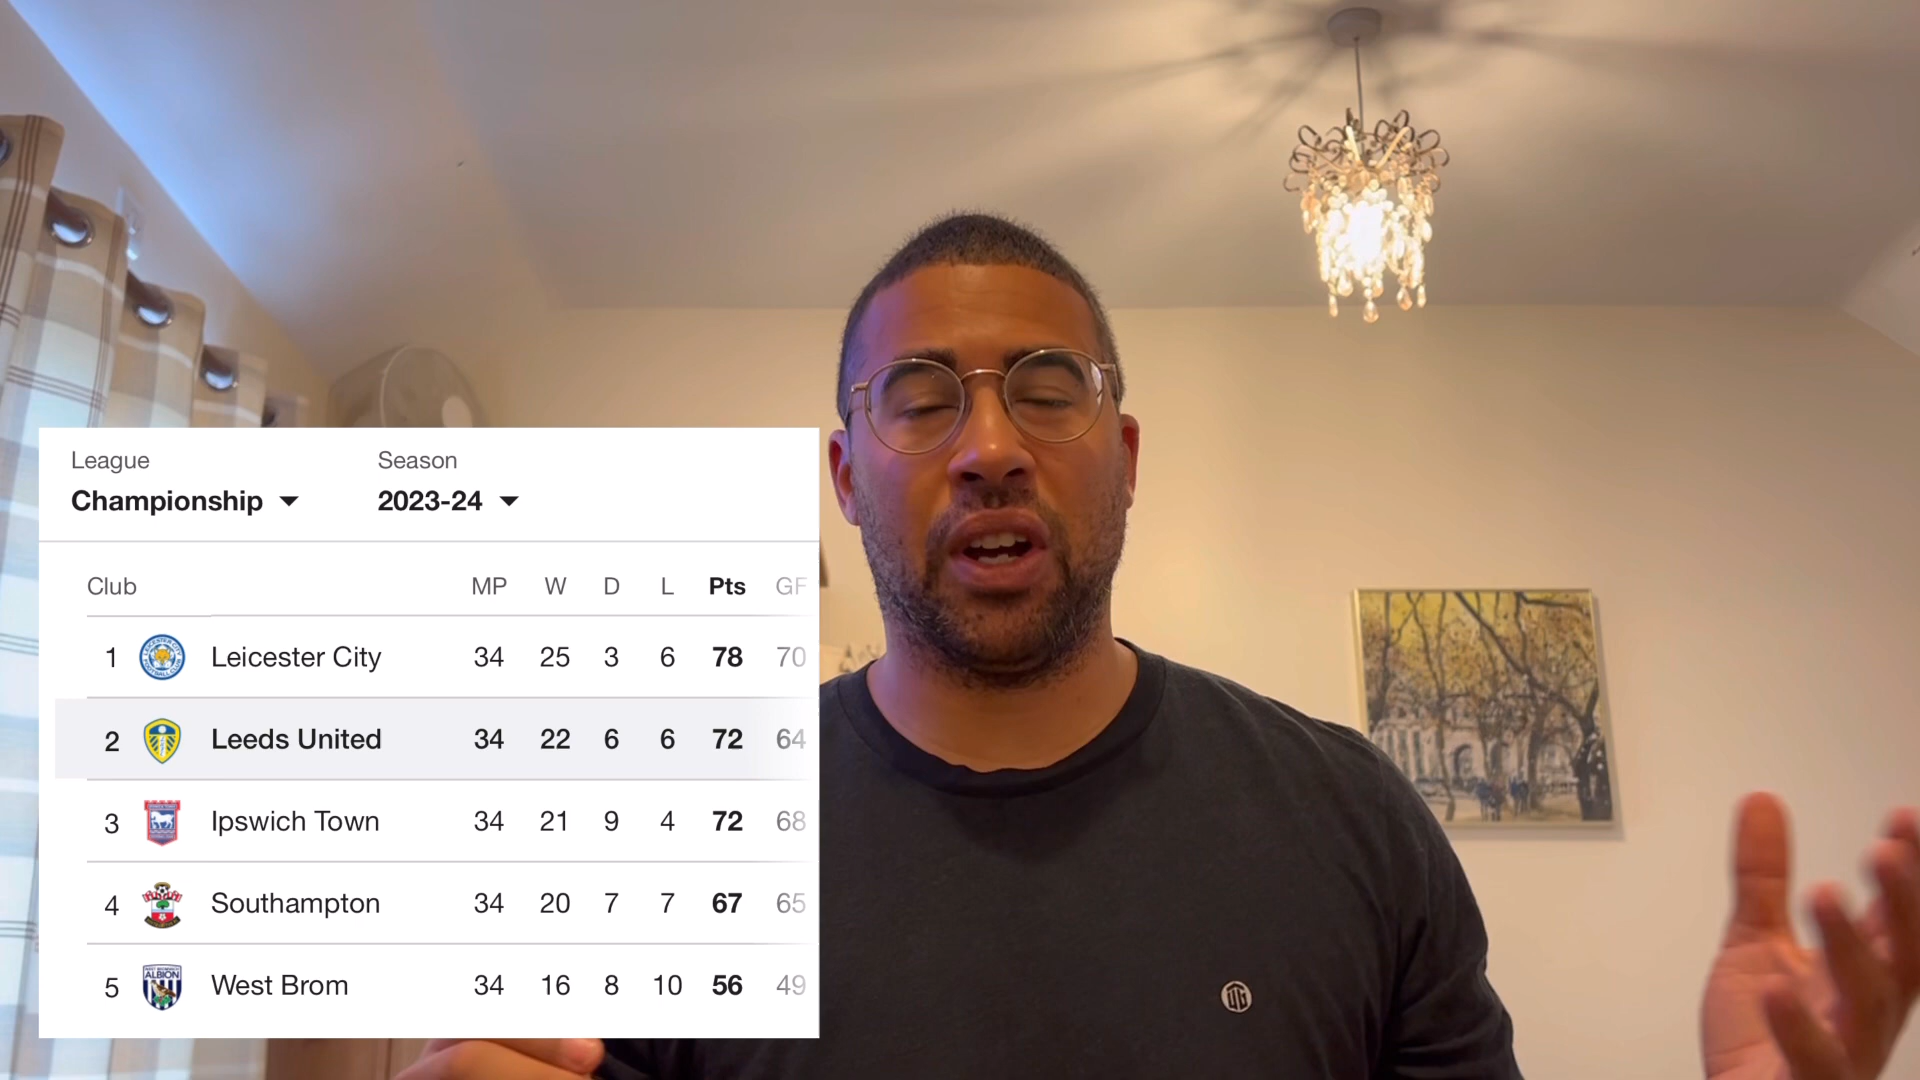 League Season
Championship 2023-24
Club MP W D L Pts GF
1 Leicester City 34 25 3 6 78 70
2 Leeds United 34 22 6 6 72 64
3 Ipswich Town 34 21 9 4 72 68
4 Southampton 34 20 7 7 67 65
5 ALBION West Brom 34 16 8 10 56 49